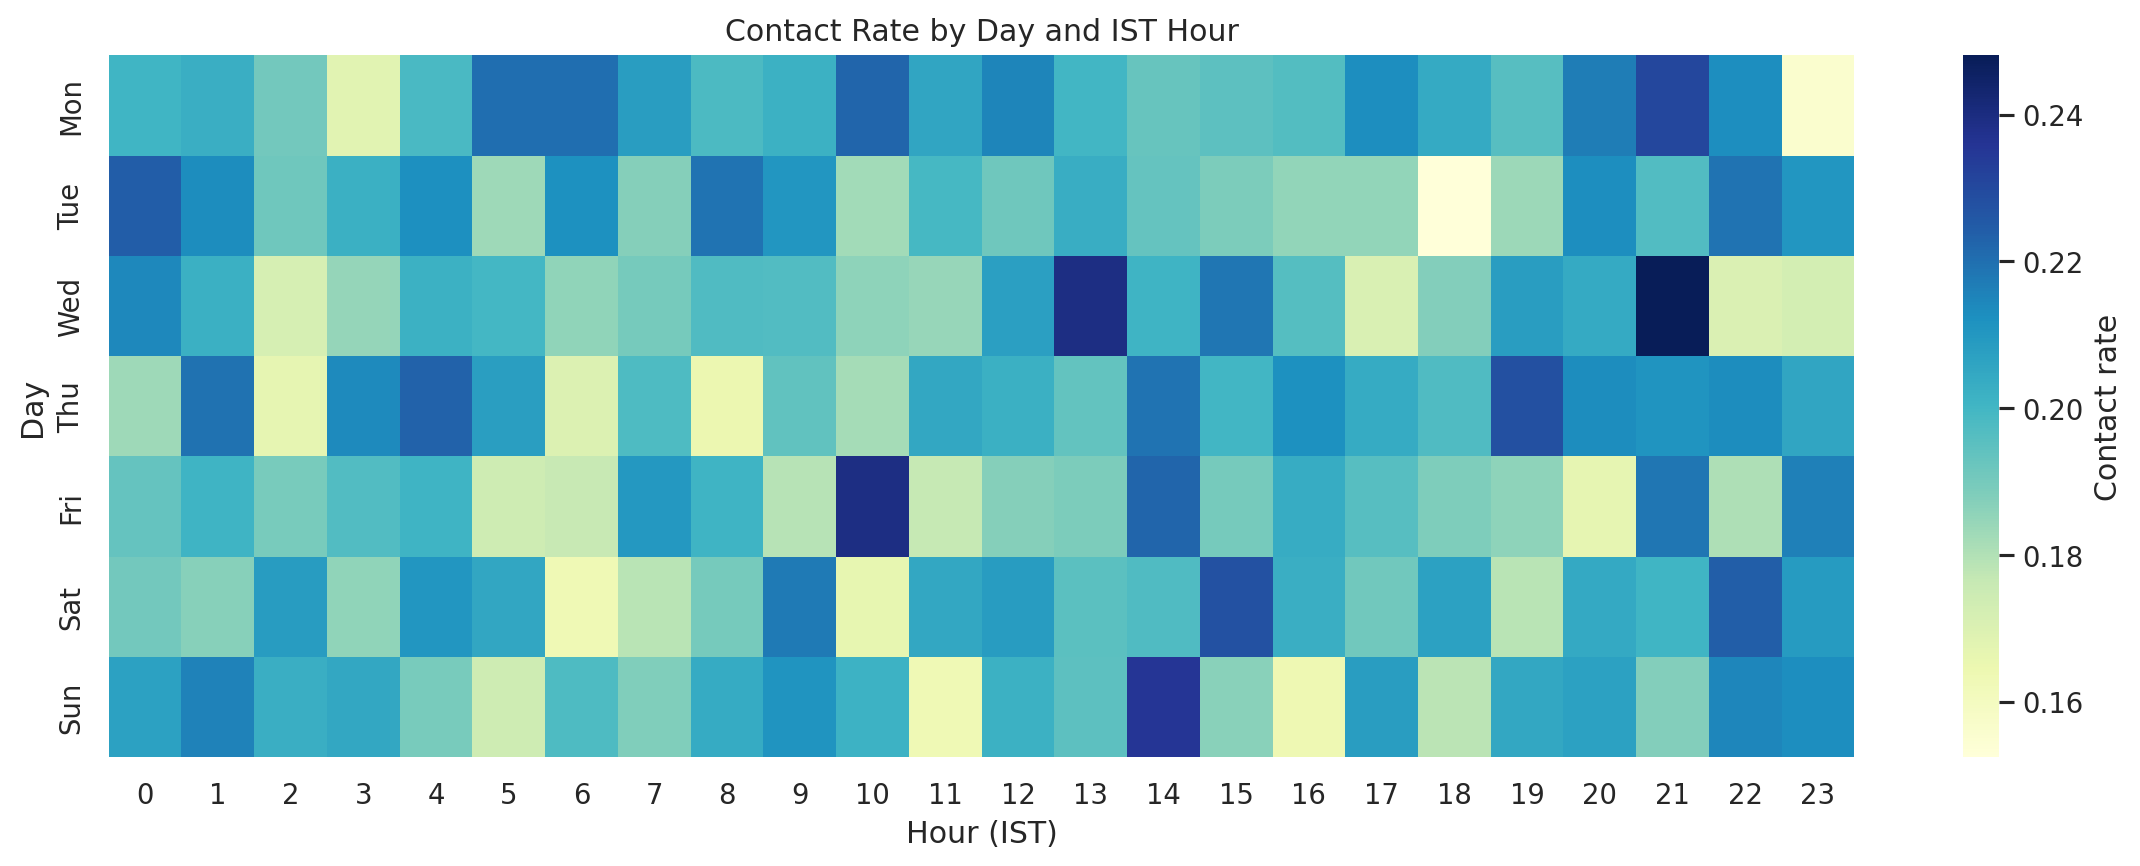 Contact Rate by Day and IST Hour
Day
Mon
Tue
Wed
Thu
Fri
Sat
Sun
0 1 2 3 4 5 6 7 8 9 10 11 12 13 14 15 16 17 18 19 20 21 22 23
Hour (IST)
0.24
0.22
0.20
0.18
0.16
Contact rate